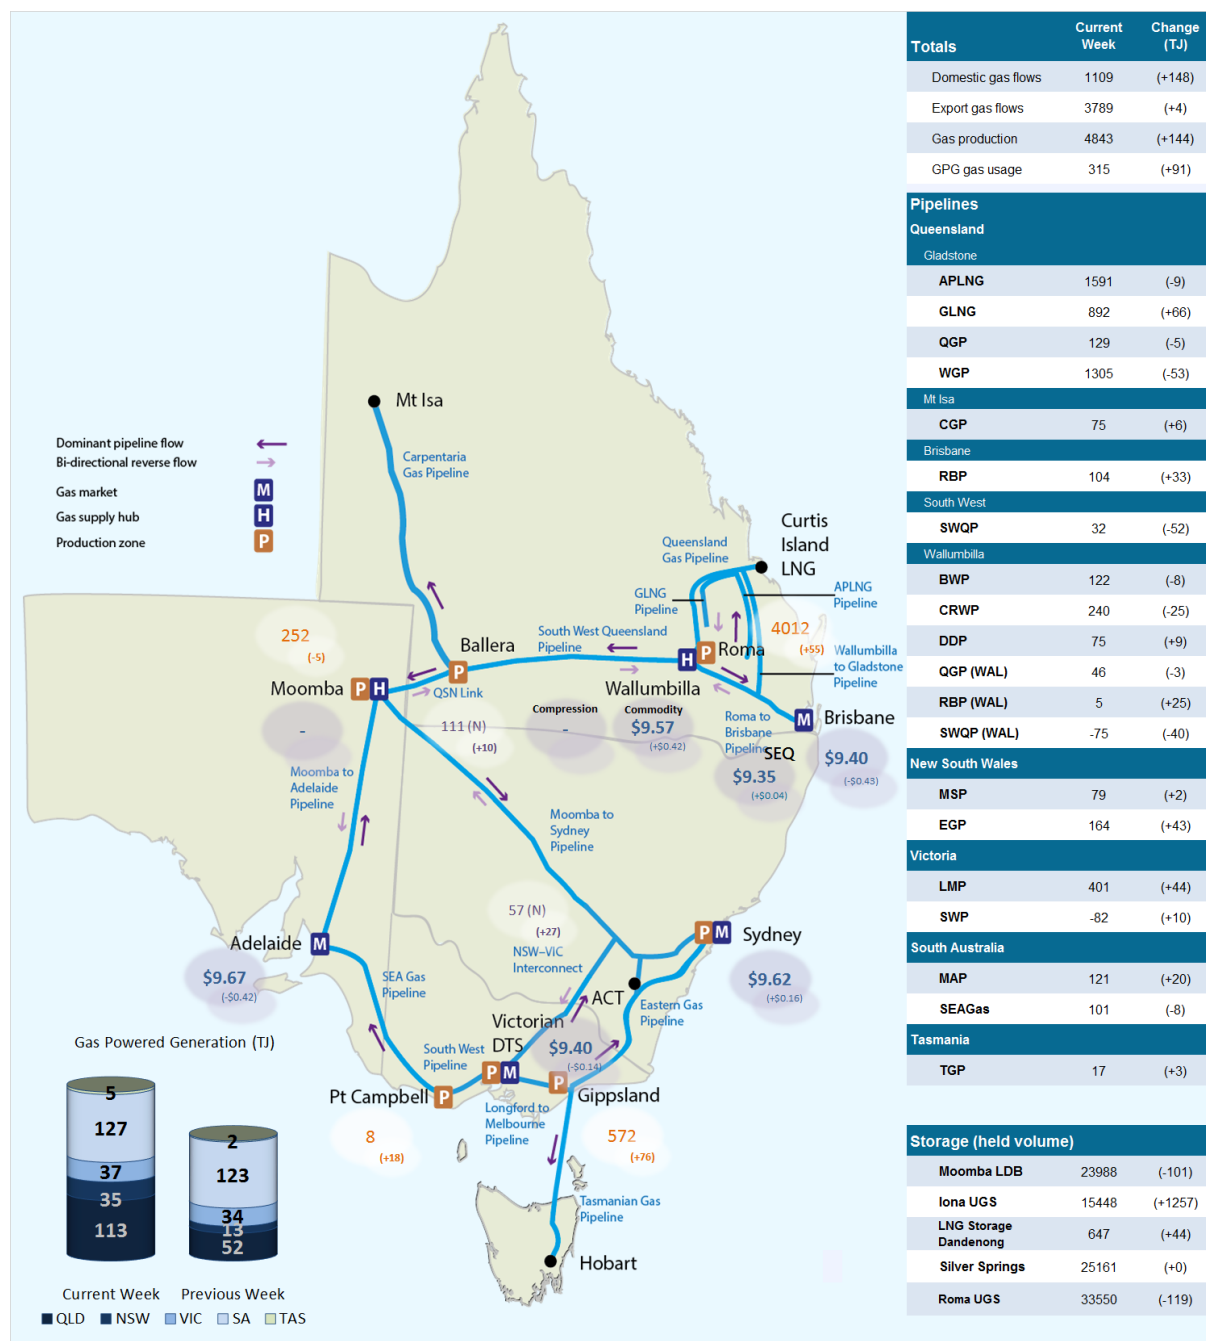 Mt Isa
Carpentaria
Gas Pipeline
Dominant pipeline flow
Bi-directional reverse flow
Gas market
M
Gas supply hub
H
Production zone
P
Curtis
Island
LNG
Queensland
Gas Pipeline
GLNG
Pipeline
APLNG
Pipeline
4012
(+55)
Wallumbilla
to Gladstone
Pipeline
252
(-5)
Ballera
P
South West Queensland
Pipeline
H
P
Roma
Moomba
P
H
QSN Link
Wallumbilla
-
111 (N)
(+10)
Compression
-
Commodity
$9.57
(+$0.42)
Roma to
Brisbane
Pipeline
M
Brisbane
$9.40
(-$0.43)
SEQ
$9.35
(+$0.04)
Moomba to
Adelaide
Pipeline
Moomba to
Sydney
Pipeline
57 (N)
(+27)
NSW–VIC
Interconnect
P
M
Sydney
$9.62
(+$0.16)
Adelaide
M
$9.67
(-$0.42)
SEA Gas
Pipeline
ACT
Eastern Gas
Pipeline
Victorian
DTS
$9.40
(-$0.14)
South West
Pipeline
P
M
P
Gippsland
Pt Campbell
P
Longford to
Melbourne
Pipeline
8
(+18)
572
(+76)
Tasmanian Gas
Pipeline
Hobart
Gas Powered Generation (TJ)
5
127
37
35
113
2
123
34
13
52
Current Week
Previous Week
QLD
NSW
VIC
SA
TAS
Totals Current Week Change (TJ)
Domestic gas flows 1109 (+148)
Export gas flows 3789 (+4)
Gas production 4843 (+144)
GPG gas usage 315 (+91)
Pipelines
Queensland
Gladstone
APLNG 1591 (-9)
GLNG 892 (+66)
QGP 129 (-5)
WGP 1305 (-53)
Mt Isa
CGP 75 (+6)
Brisbane
RBP 104 (+33)
South West
SWQP 32 (-52)
Wallumbilla
BWP 122 (-8)
CRWP 240 (-25)
DDP 75 (+9)
QGP (WAL) 46 (-3)
RBP (WAL) 5 (+25)
SWQP (WAL) -75 (-40)
New South Wales
MSP 79 (+2)
EGP 164 (+43)
Victoria
LMP 401 (+44)
SWP -82 (+10)
South Australia
MAP 121 (+20)
SEAGas 101 (-8)
Tasmania
TGP 17 (+3)
Storage (held volume)
Moomba LDB 23988 (-101)
Iona UGS 15448 (+1257)
LNG Storage
Dandenong 647 (+44)
Silver Springs 25161 (+0)
Roma UGS 33550 (-119)